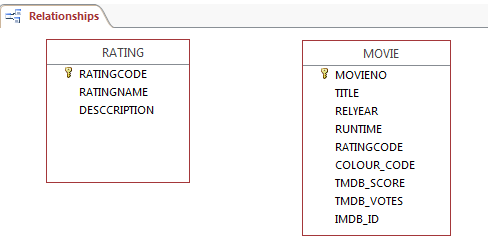 Relationships
RATING
RATINGCODE
RATINGNAME
DESCCRIPTION
MOVIE
MOVIENO
TITLE
RELYEAR
RUNTIME
RATINGCODE
COLOUR_CODE
TMDB_SCORE
TMDB_VOTES
IMDB_ID